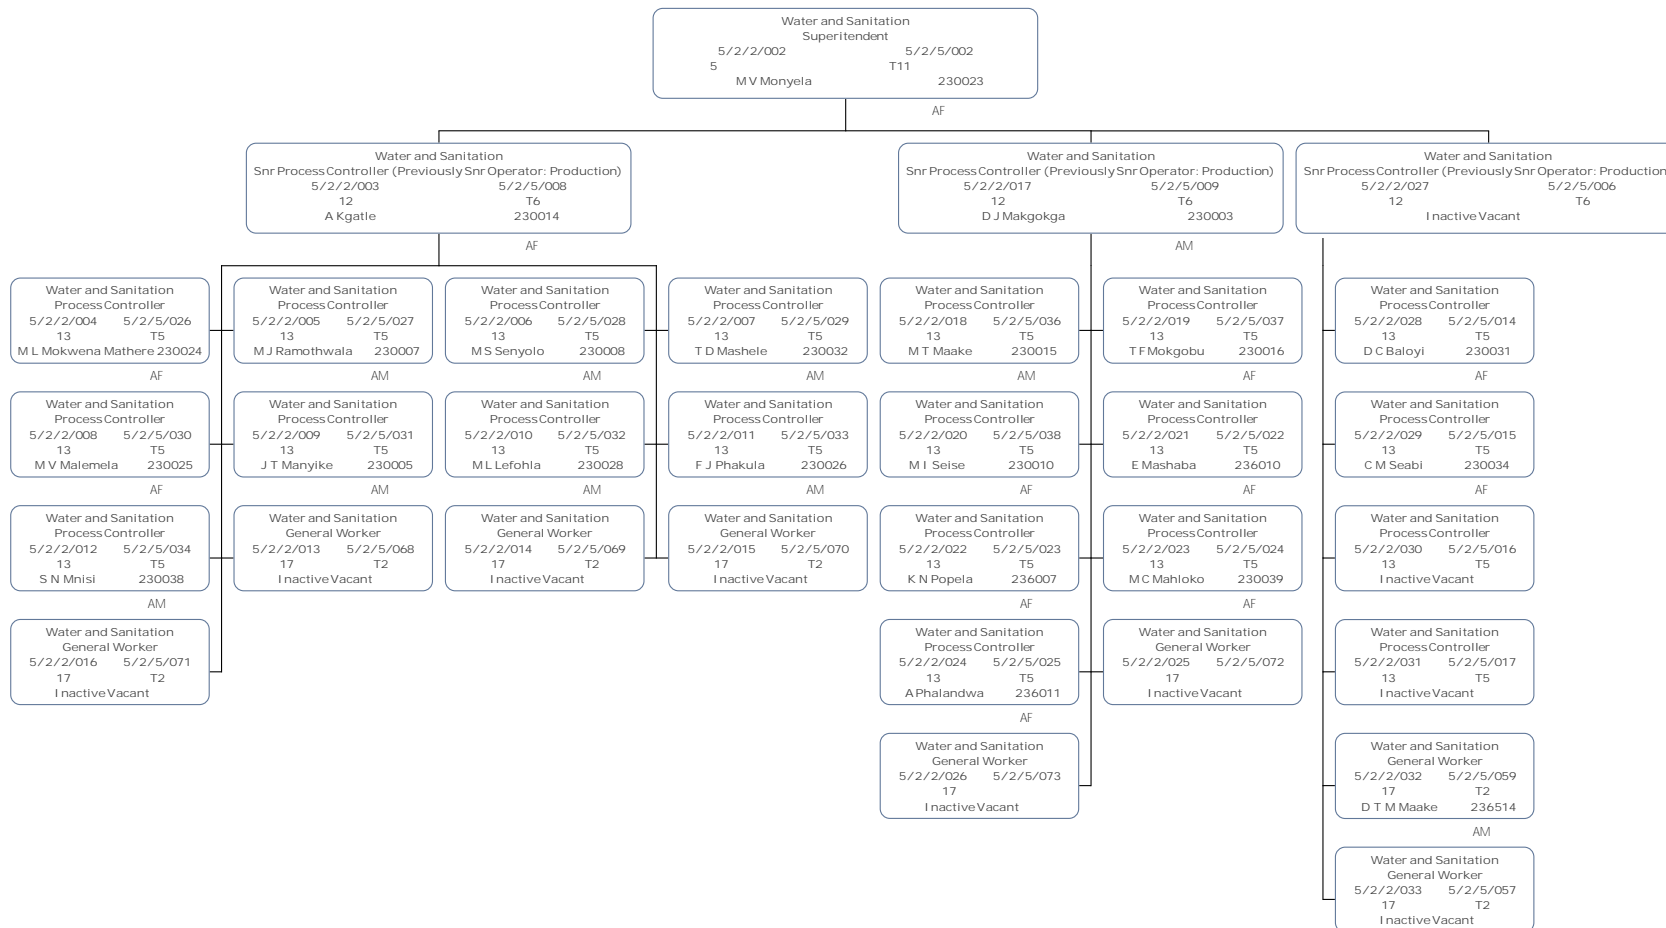 Water and Sanitation
Superitendent
5/2/2/002 5/2/5/002
5 T11
M V Monyela 230023
AF
Water and Sanitation
Snr Process Controller (Previously Snr Operator: Production)
5/2/2/003 5/2/5/008
12 T6
A Kgatle 230014
AF
Water and Sanitation
Snr Process Controller (Previously Snr Operator: Production)
5/2/2/017 5/2/5/009
12 T6
D J Makgokga 230003
AM
Water and Sanitation
Snr Process Controller (Previously Snr Operator: Production
5/2/2/027 5/2/5/006
12 T6
Inactive Vacant
Water and Sanitation
Process Controller
5/2/2/004 5/2/5/026
13 T5
M L Mokwena Mathere 230024
AF
Water and Sanitation
Process Controller
5/2/2/005 5/2/5/027
13 T5
M J Ramothwala 230007
AM
Water and Sanitation
Process Controller
5/2/2/006 5/2/5/028
13 T5
M S Senyolo 230008
AM
Water and Sanitation
Process Controller
5/2/2/007 5/2/5/029
13 T5
T D Mashele 230032
AM
Water and Sanitation
Process Controller
5/2/2/018 5/2/5/036
13 T5
M T Maake 230015
AM
Water and Sanitation
Process Controller
5/2/2/019 5/2/5/037
13 T5
T F Mokgobu 230016
AF
Water and Sanitation
Process Controller
5/2/2/028 5/2/5/014
13 T5
D C Baloyi 230031
AF
Water and Sanitation
Process Controller
5/2/2/008 5/2/5/030
13 T5
M V Malemela 230025
AF
Water and Sanitation
Process Controller
5/2/2/009 5/2/5/031
13 T5
J T Manyike 230005
AM
Water and Sanitation
Process Controller
5/2/2/010 5/2/5/032
13 T5
M L Lefohla 230028
AM
Water and Sanitation
Process Controller
5/2/2/011 5/2/5/033
13 T5
F J Phakula 230026
AM
Water and Sanitation
Process Controller
5/2/2/020 5/2/5/038
13 T5
M I Seise 230010
AF
Water and Sanitation
Process Controller
5/2/2/021 5/2/5/022
13 T5
E Mashaba 236010
AF
Water and Sanitation
Process Controller
5/2/2/029 5/2/5/015
13 T5
C M Seabi 230034
AF
Water and Sanitation
Process Controller
5/2/2/012 5/2/5/034
13 T5
S N Mnisi 230038
AM
Water and Sanitation
General Worker
5/2/2/013 5/2/5/068
17 T2
Inactive Vacant
Water and Sanitation
General Worker
5/2/2/014 5/2/5/069
17 T2
Inactive Vacant
Water and Sanitation
General Worker
5/2/2/015 5/2/5/070
17 T2
Inactive Vacant
Water and Sanitation
Process Controller
5/2/2/022 5/2/5/023
13 T5
K N Popela 236007
AF
Water and Sanitation
Process Controller
5/2/2/023 5/2/5/024
13 T5
M C Mahloko 230039
AF
Water and Sanitation
Process Controller
5/2/2/030 5/2/5/016
13 T5
Inactive Vacant
Water and Sanitation
General Worker
5/2/2/016 5/2/5/071
17 T2
Inactive Vacant
Water and Sanitation
Process Controller
5/2/2/024 5/2/5/025
13 T5
A Phalandwa 236011
AF
Water and Sanitation
General Worker
5/2/2/025 5/2/5/072
17
Inactive Vacant
Water and Sanitation
Process Controller
5/2/2/031 5/2/5/017
13 T5
Inactive Vacant
Water and Sanitation
General Worker
5/2/2/026 5/2/5/073
17
Inactive Vacant
Water and Sanitation
General Worker
5/2/2/032 5/2/5/059
17 T2
D T M Maake 236514
AM
Water and Sanitation
General Worker
5/2/2/033 5/2/5/057
17 T2
Inactive Vacant